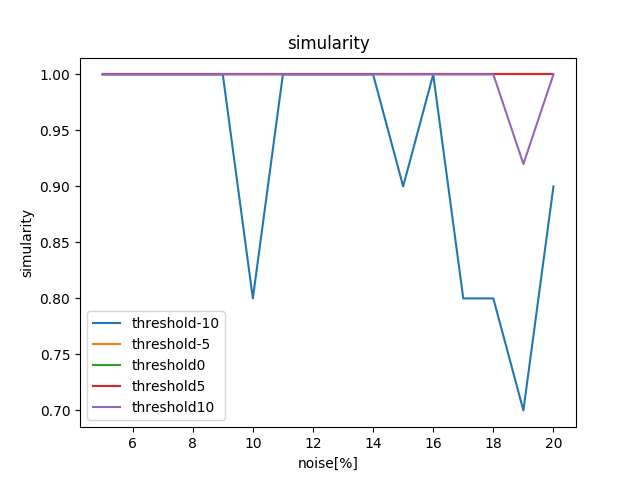 simularity
1.00
0.95
0.90
0.85
0.80
0.75
0.70
simularity
threshold-10
threshold-5
threshold0
threshold5
threshold10
6 8 10 12 14 16 18 20
noise[%]